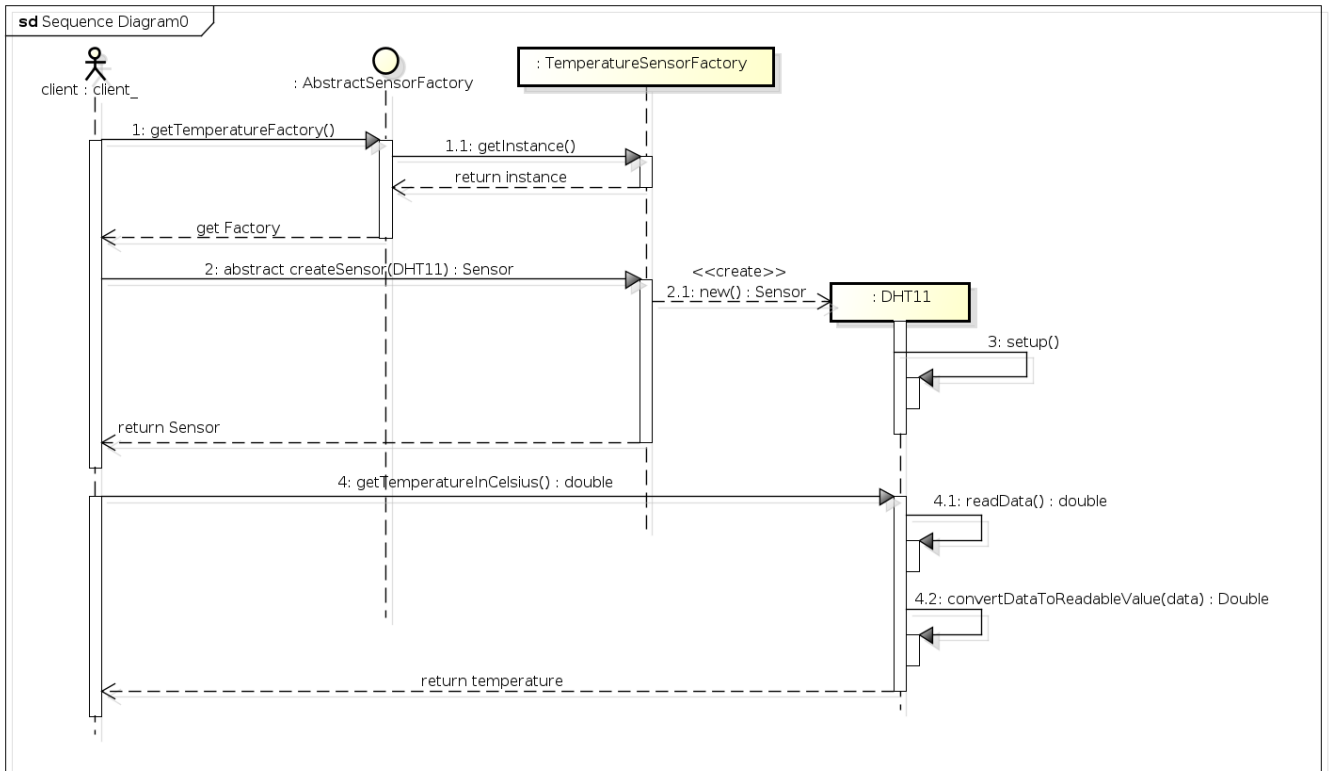 sd Sequence Diagram0
client : client_
: AbstractSensorFactory
: TemperatureSensorFactory
1: getTemperatureFactory()
1.1: getInstance()
return instance
get Factory
2: abstract createSensor(DHT11) : Sensor
<<create>>
2.1: new() : Sensor
: DHT11
3: setup()
return Sensor
4: getTemperatureInCelsius() : double
4.1: readData() : double
4.2: convertDataToReadableValue(data) : Double
return temperature